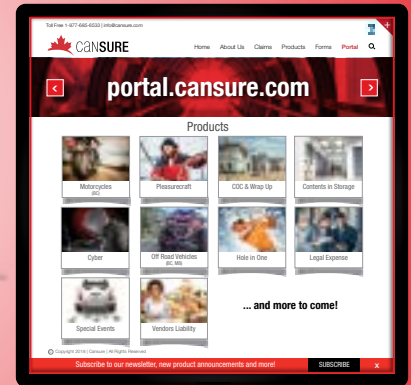 Toll Free 1-877-685-6533 | info@cansure.com
CANSURE
Home About Us Claims Products Forms Portal
portal.cansure.com
Products
Motorcycles Pleasurecraft COC & Wrap Up Contents in Storage
(BC)
Cyber Off Road Vehicles Hole in One Legal Expense
(BC, MB)
... and more to come!
Special Events Vendors Liability
© Copyright 2018 | Cansure | All Rights Reserved
Subscribe to our newsletter, new product announcements and more! SUBSCRIBE X